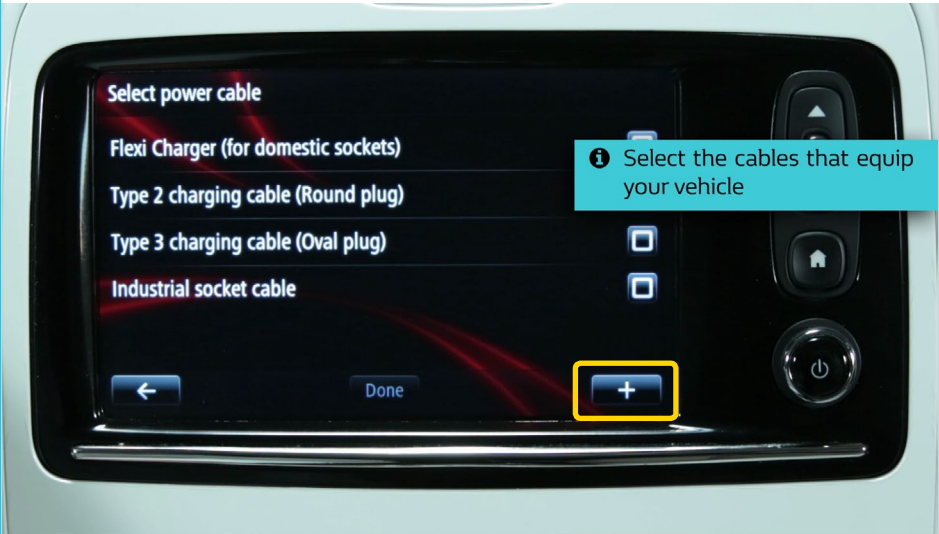 Select power cable
Flexi Charger (for domestic sockets)
Type 2 charging cable (Round plug)
Type 3 charging cable (Oval plug)
Industrial socket cable
Done
Select the cables that equip
your vehicle